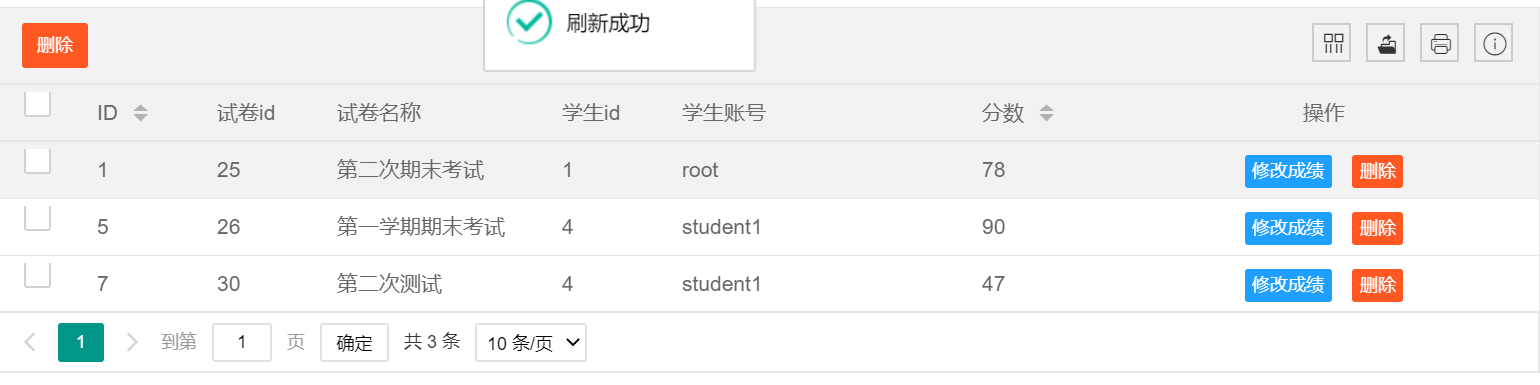 刷新成功
删除
ID 试卷id 试卷名称 学生id 学生账号 分数 操作
1 25 第二次期末考试 1 root 78 修改成绩 删除
5 26 第一学期期末考试 4 student1 90 修改成绩 删除
7 30 第二次测试 4 student1 47 修改成绩 删除
1 到第 1 页 确定 共 3 条 10 条/页